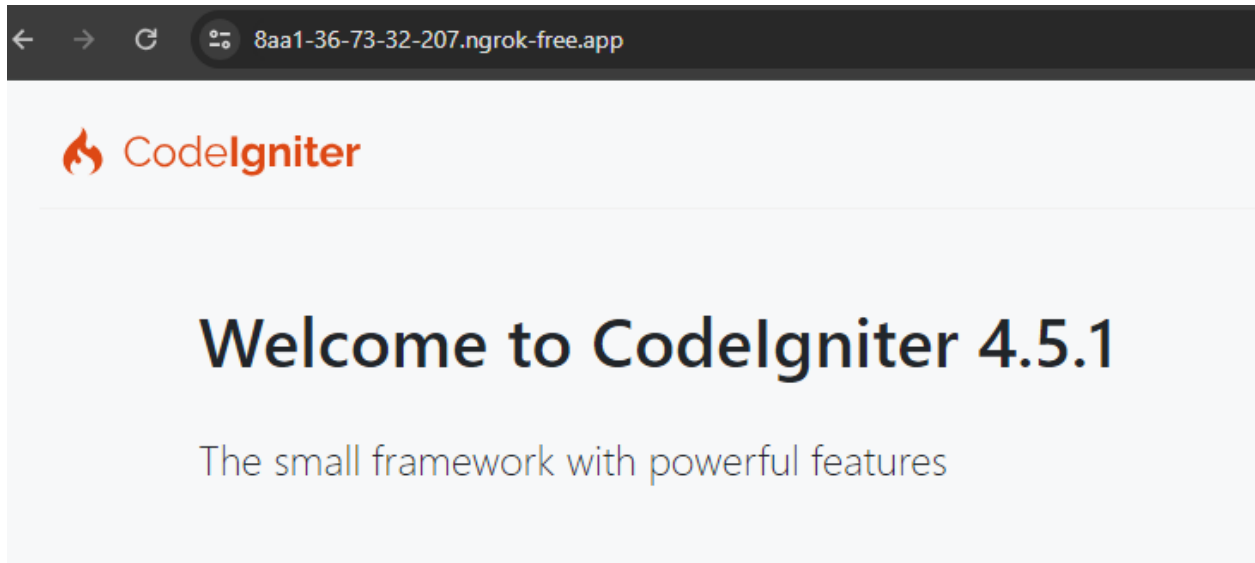 8aa1-36-73-32-207.ngrok-free.app
CodeIgniter
Welcome to CodeIgniter 4.5.1
The small framework with powerful features